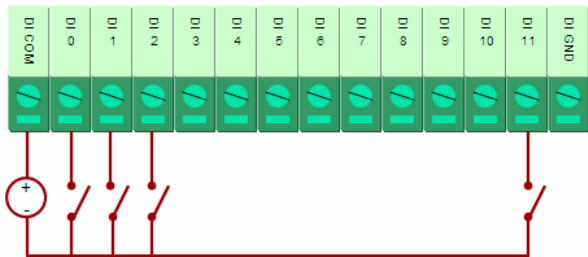 DI COM
DI 0
DI 1
DI 2
DI 3
DI 4
DI 5
DI 6
DI 7
DI 8
DI 9
DI 10
DI 11
DI GND
+
-